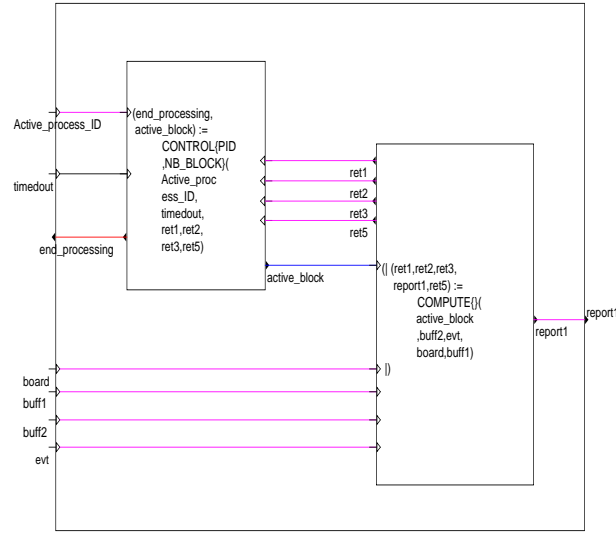 Active_process_ID
timedout
end_processing
(end_processing,
active_block) :=
CONTROL{PID
,NB_BLOCK}(
Active_proc
ess_ID,
timedout,
ret1,ret2,
ret3,ret5)
ret1
ret2
ret3
ret5
active_block
(| (ret1,ret2,ret3,
report1,ret5) :=
COMPUTE{}(
active_block
,buff2,evt,
board,buff1)
|)
report1
report1
board
buff1
buff2
evt